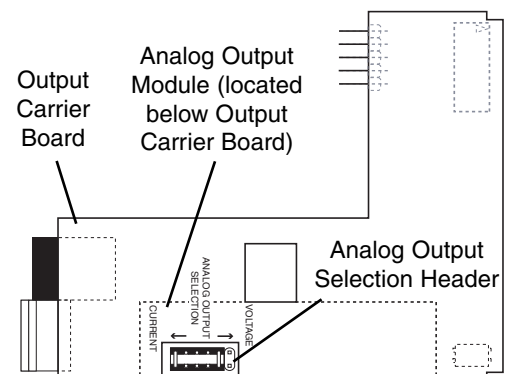 Output
Carrier
Board
Analog Output
Module (located
below Output
Carrier Board)
Analog Output
Selection Header
CURRENT
ANALOG OUTPUT
SELECTION
VOLTAGE